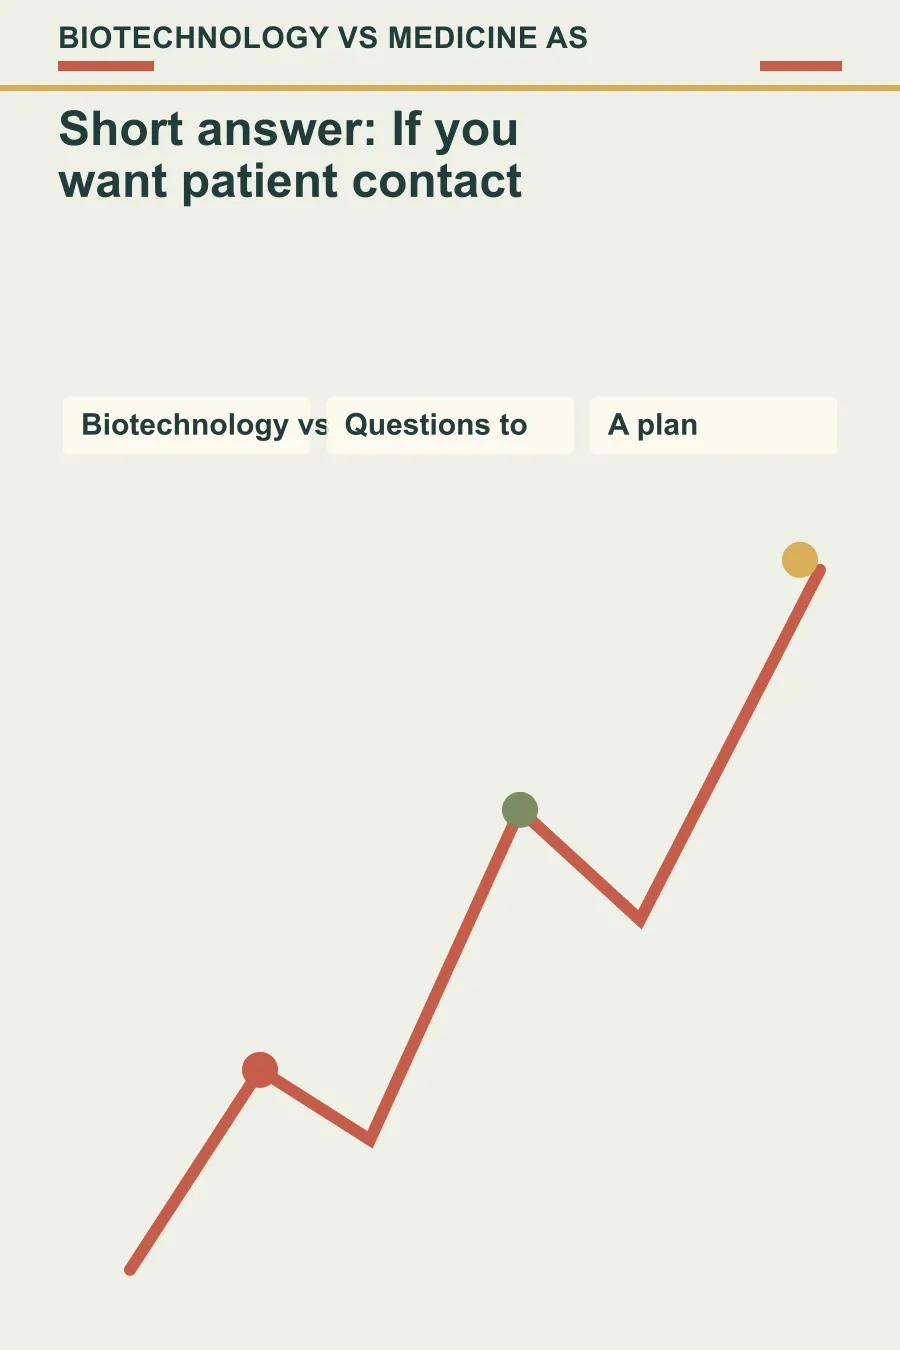 BIOTECHNOLOGY VS MEDICINE AS
Short answer: If you
want patient contact
Biotechnology vs
Questions to
A plan